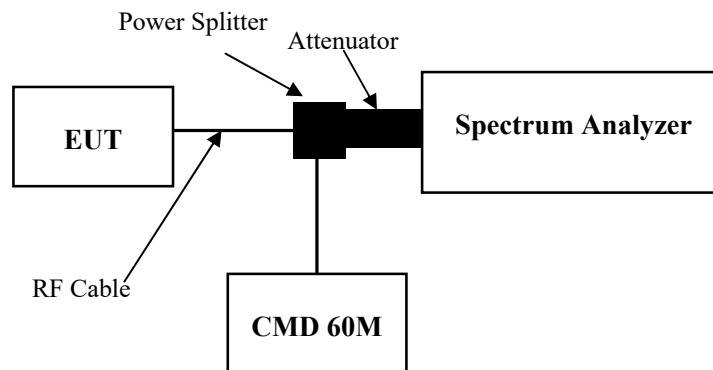 Power Splitter
Attenuator
EUT
Spectrum Analyzer
RF Cable
CMD 60M